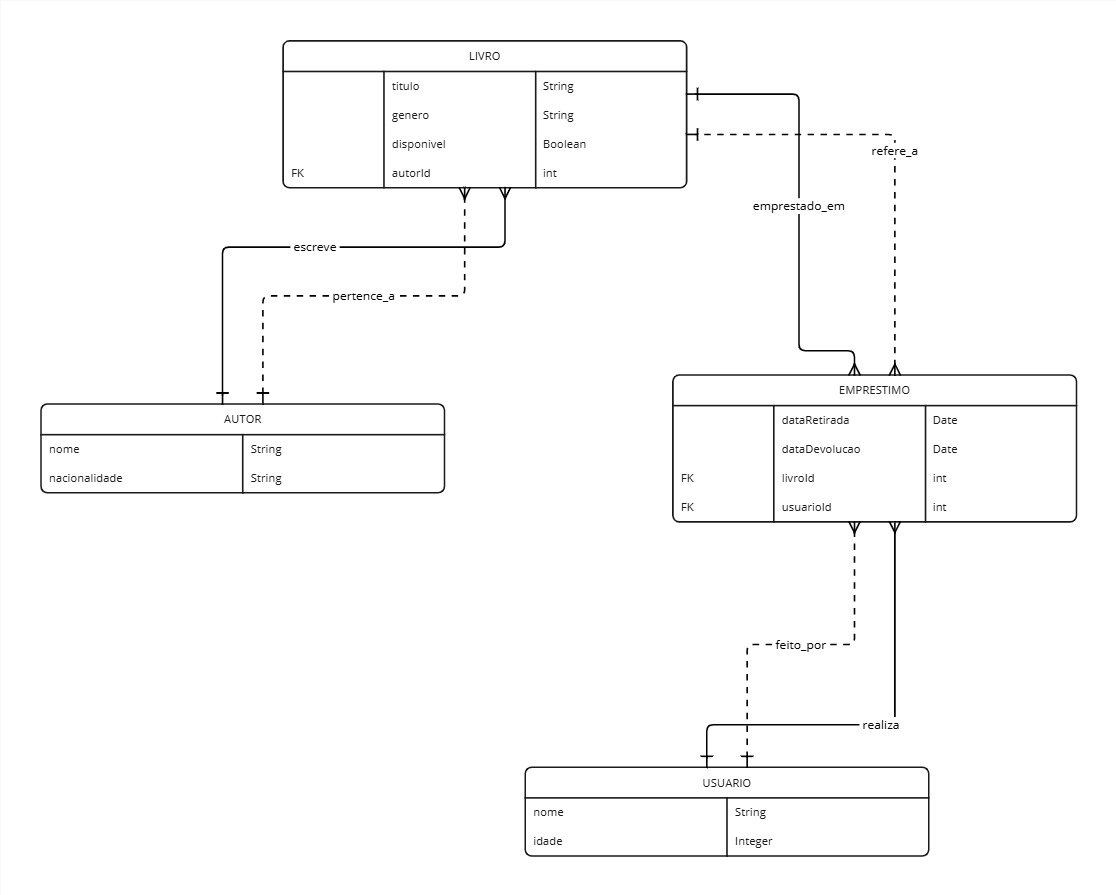 LIVRO
titulo String
genero String
disponivel Boolean
FK autorId int
refere_a
emprestado_em
escreve
pertence_a
EMPRESTIMO
dataRetirada Date
dataDevolucao Date
FK livroId int
FK usuarioId int
AUTOR
nome String
nacionalidade String
feito_por
realiza
USUARIO
nome String
idade Integer